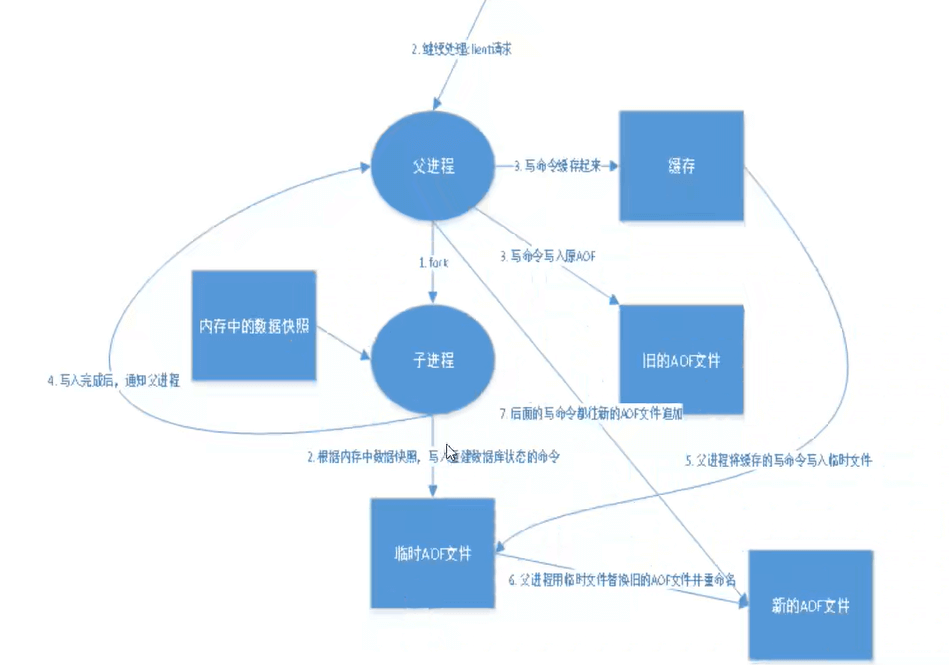 2.继续处理client请求
父进程
3.写命令缓存起来
缓存
1.fork
3.写命令写入原AOF
内存中的数据快照
子进程
旧的AOF文件
4.写入完成后，通知父进程
7.后面的写命令都往新的AOF文件追加
2.根据内存中数据快照，写入重建数据库状态的命令
5.父进程将缓存的写命令写入临时文件
临时AOF文件
6.父进程用临时文件替换旧的AOF文件并重命名
新的AOF文件